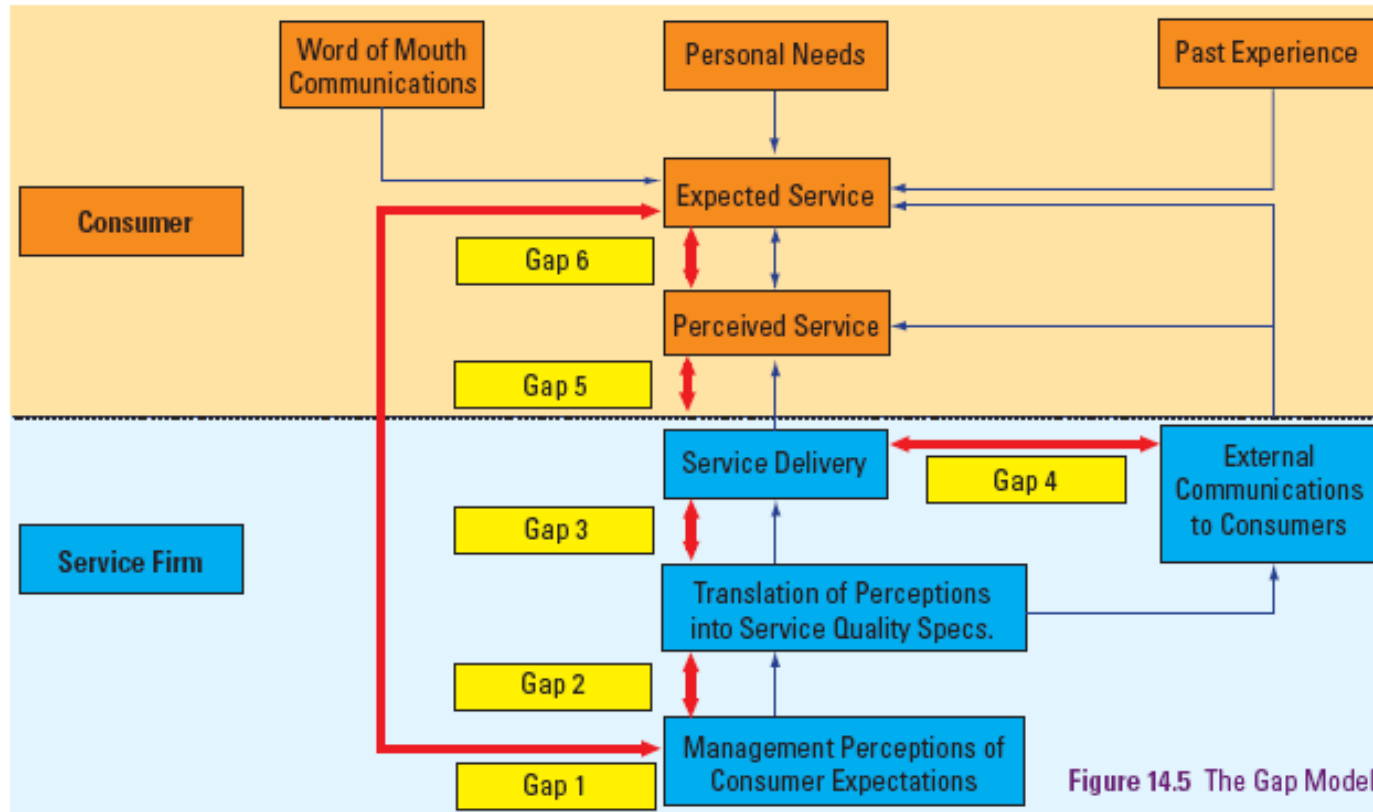 Word of Mouth
Communications
Personal Needs
Past Experience
Consumer
Expected Service
Gap 6
Perceived Service
Gap 5
Service Delivery
Gap 4
External
Communications
to Consumers
Gap 3
Service Firm
Translation of Perceptions
into Service Quality Specs.
Gap 2
Management Perceptions of
Consumer Expectations
Gap 1
Figure 14.5 The Gap Model